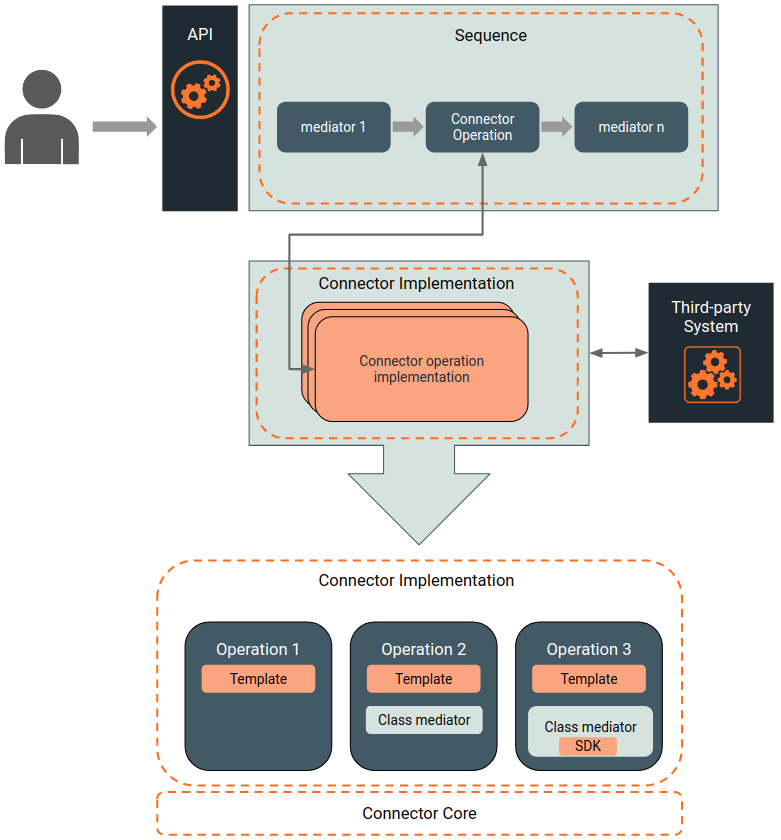 API
Sequence
mediator 1
Connector
Operation
mediator n
Connector Implementation
Connector operation
implementation
Third-party
System
Connector Implementation
Operation 1
Template
Operation 2
Template
Class mediator
Operation 3
Template
Class mediator
SDK
Connector Core